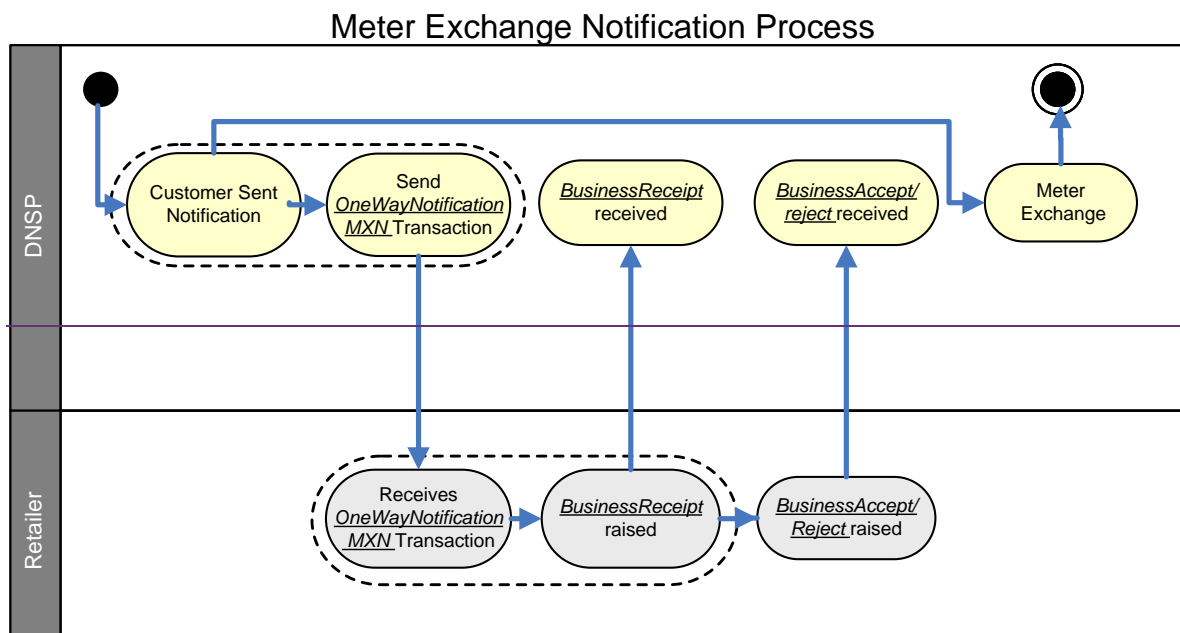 Meter Exchange Notification Process
DNSP
Customer Sent
Notification
Send
OneWayNotification
MXN Transaction
BusinessReceipt
received
BusinessAccept/
reject received
Meter
Exchange
Retailer
Receives
OneWayNotification
MXN Transaction
BusinessReceipt
raised
BusinessAccept/
Reject raised